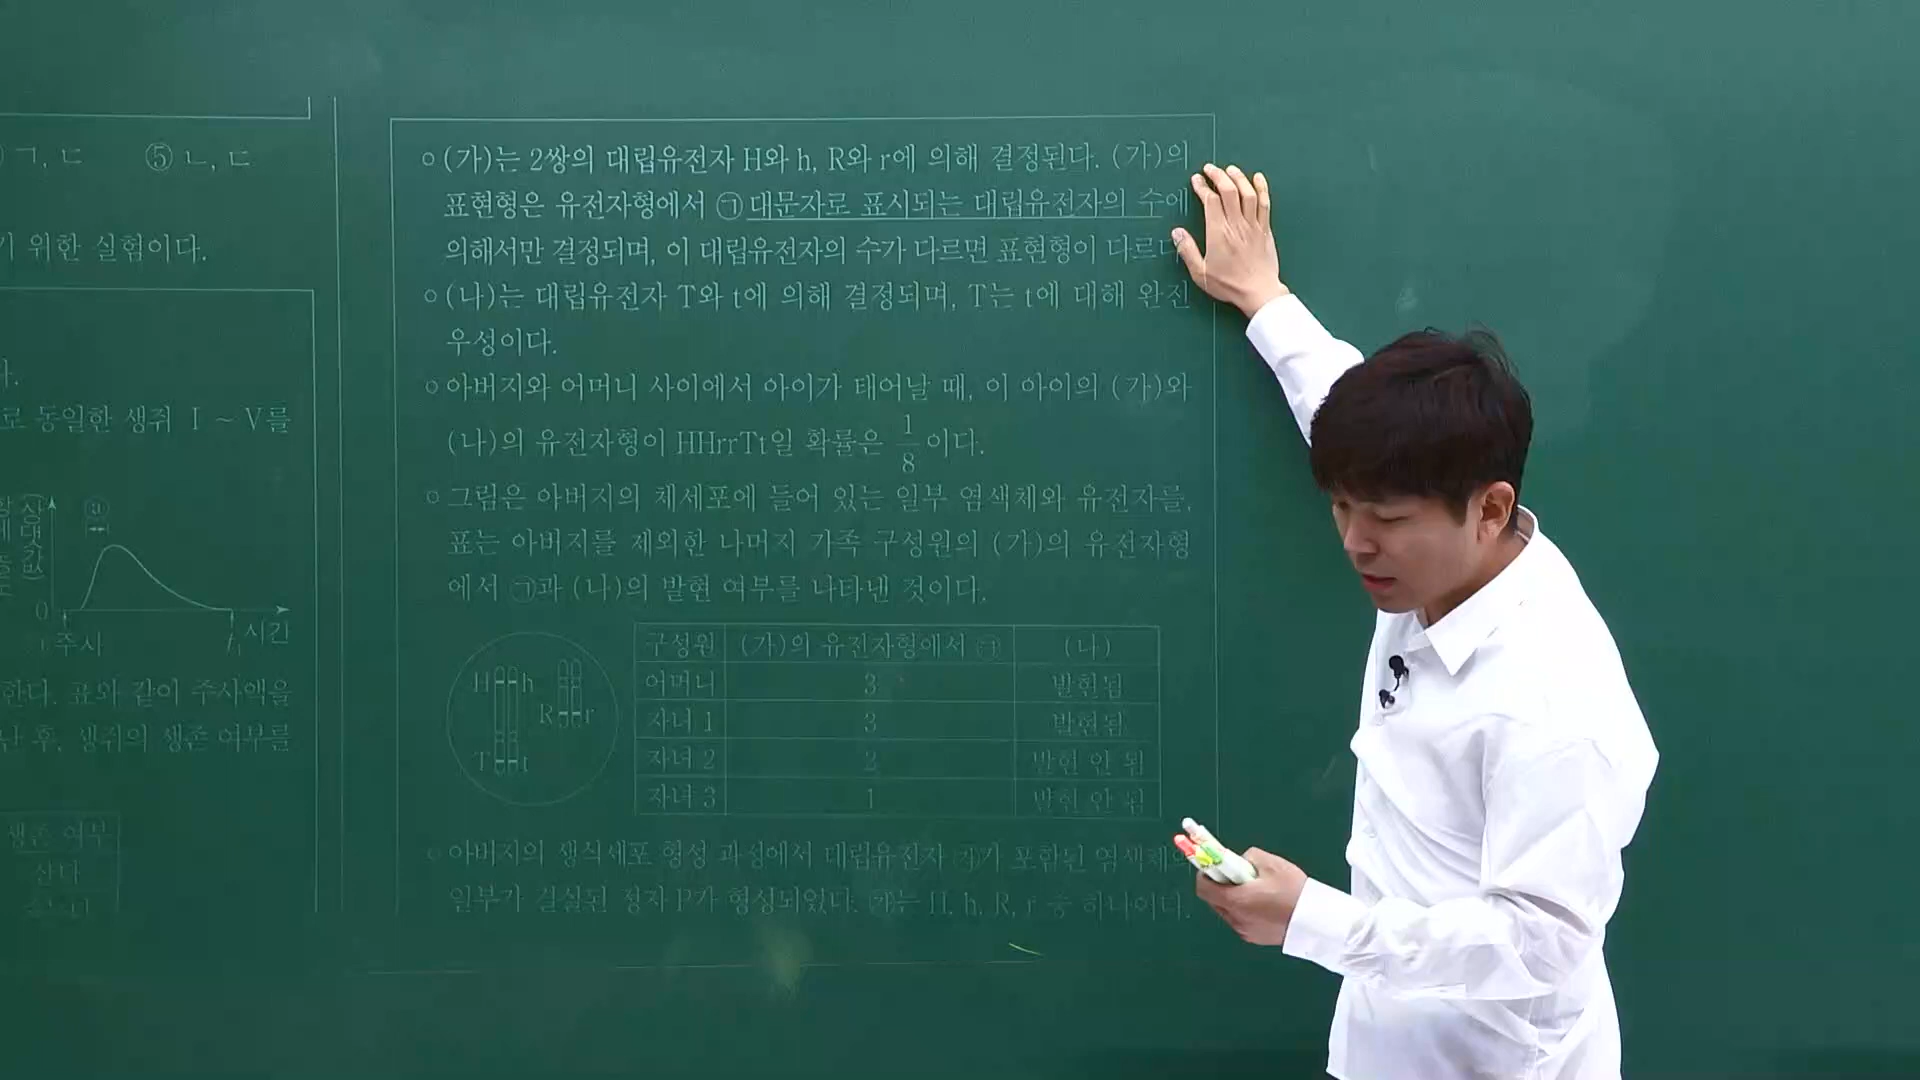 ㄱ, ㄷ ⑤ ㄴ, ㄷ
기 위한 실험이다.
다.
로 동일한 생쥐 Ⅰ ~ Ⅴ를
ⓐ
0
주사 t₁ 시간
한다. 표와 같이 주사액을
난 후, 생쥐의 생존 여부를
생존 여부
산다
○ (가)는 2쌍의 대립유전자 H와 h, R와 r에 의해 결정된다. (가)의
표현형은 유전자형에서 ㉠대문자로 표시되는 대립유전자의 수에
의해서만 결정되며, 이 대립유전자의 수가 다르면 표현형이 다르다
○ (나)는 대립유전자 T와 t에 의해 결정되며, T는 t에 대해 완전
우성이다.
○ 아버지와 어머니 사이에서 아이가 태어날 때, 이 아이의 (가)와
(나)의 유전자형이 HHrrTt일 확률은 1/8이다.
○ 그림은 아버지의 체세포에 들어 있는 일부 염색체와 유전자를,
표는 아버지를 제외한 나머지 가족 구성원의 (가)의 유전자형
에서 ㉠과 (나)의 발현 여부를 나타낸 것이다.
H h
R r
T t
구성원 (가)의 유전자형에서 ㉠ (나)
어머니 3 발현됨
자녀 1 3 발현됨
자녀 2 2 발현 안 됨
자녀 3 1 발현 안 됨
○ 아버지의 생식세포 형성 과정에서 대립유전자 ㉮가 포함된 염색체의
일부가 결실된 정자 P가 형성되었다. ㉮는 H, h, R, r 중 하나이다.